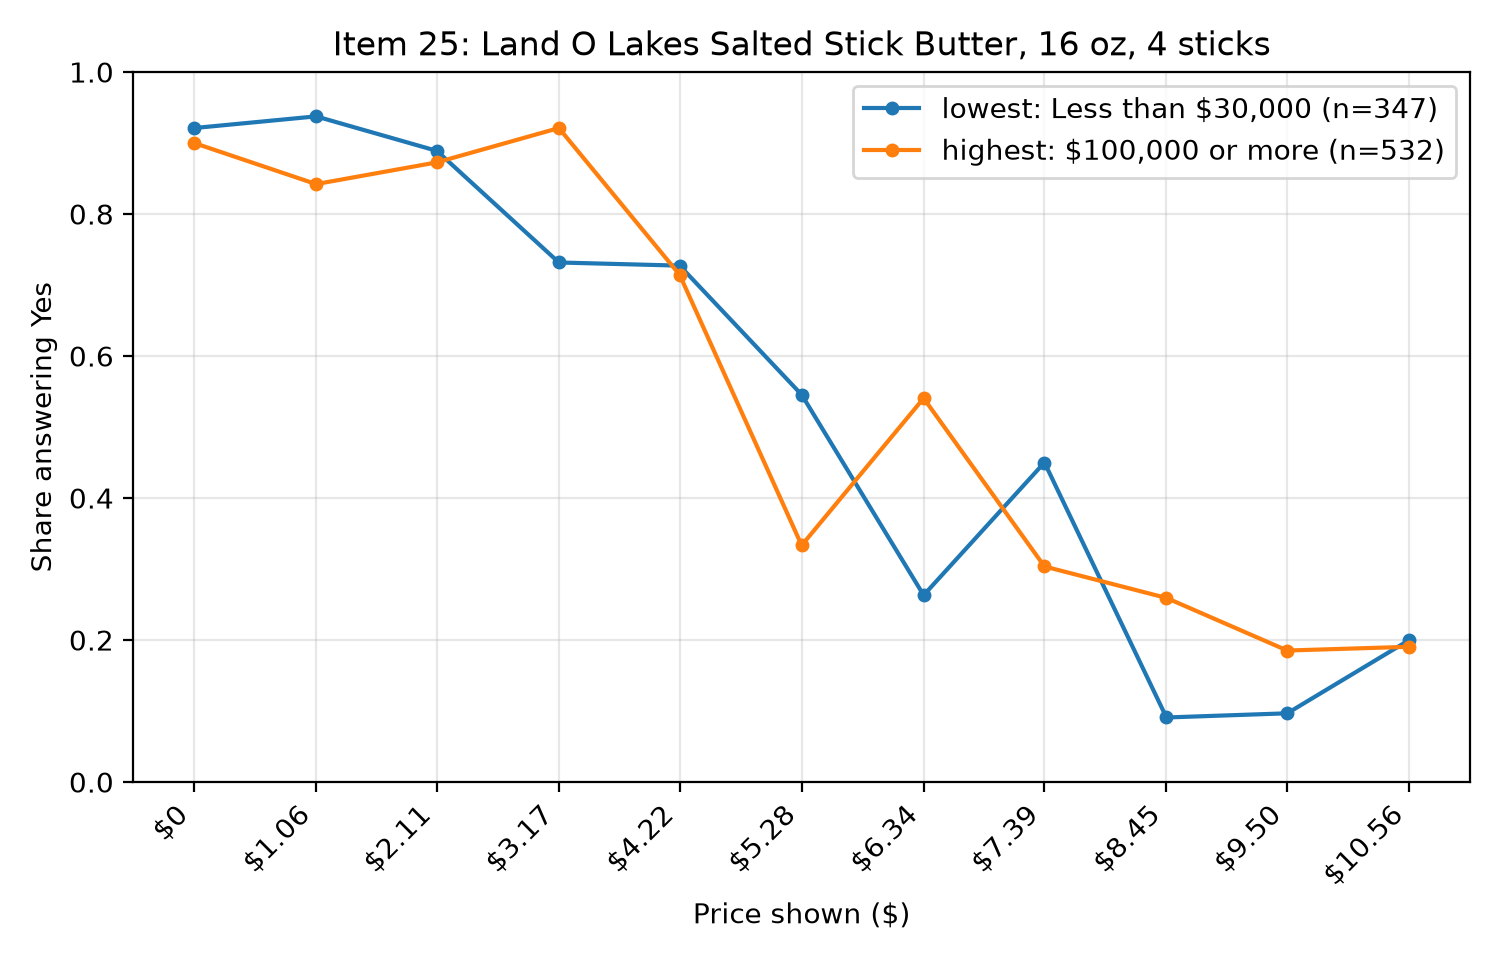 Item 25: Land O Lakes Salted Stick Butter, 16 oz, 4 sticks
lowest: Less than $30,000 (n=347)
highest: $100,000 or more (n=532)
Share answering Yes
1.0
0.8
0.6
0.4
0.2
0.0
$0 $1.06 $2.11 $3.17 $4.22 $5.28 $6.34 $7.39 $8.45 $9.50 $10.56
Price shown ($)